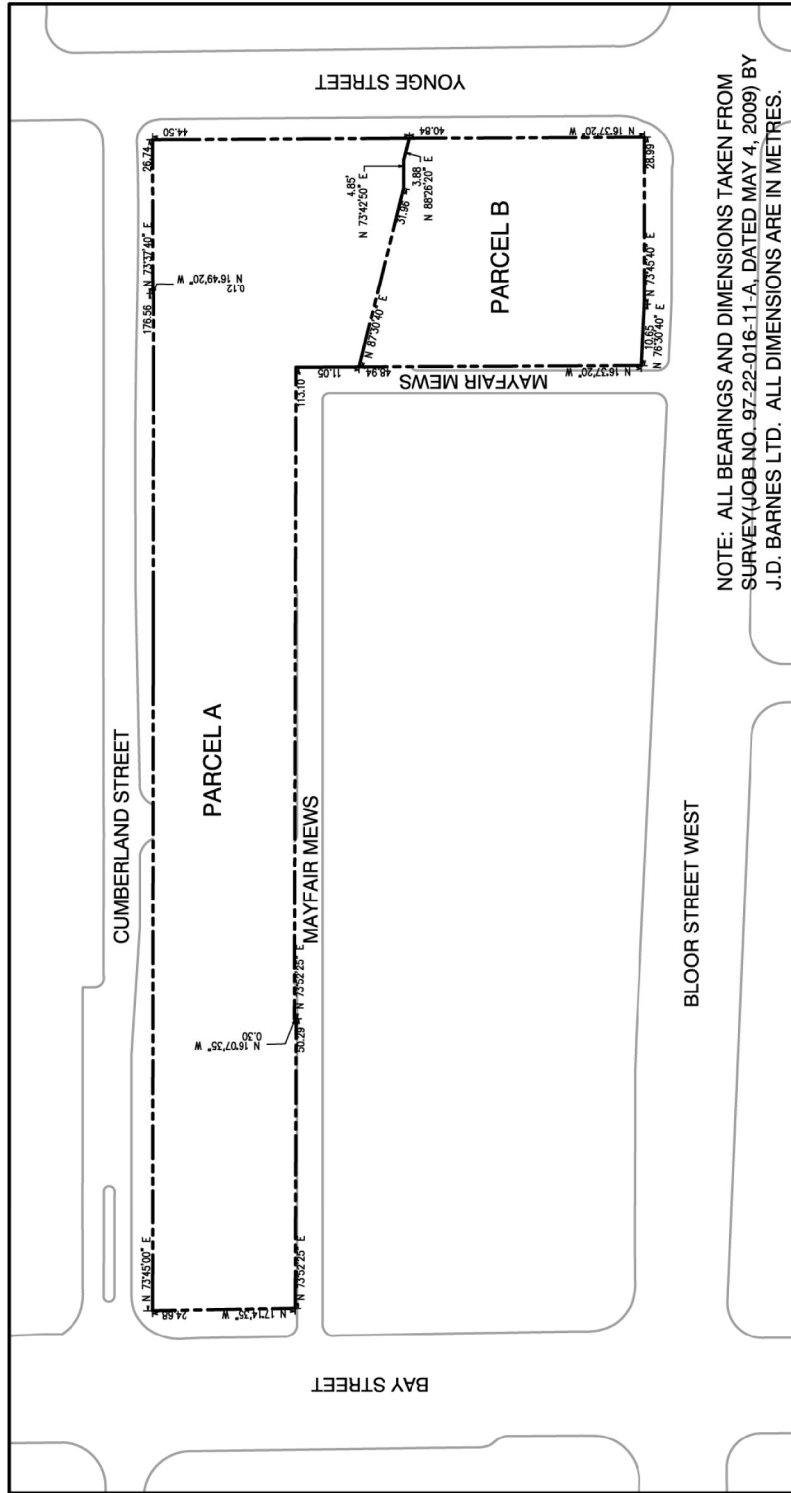 YONGE STREET
CUMBERLAND STREET
26.74
44.50
N 73°37'40" E
176.56
0.12
N 16°49'20" W
4.85'
N 73°42'50" E
3.88
N 88°26'20" E
31.96
40.84
N 16°37'20" W
PARCEL B
N 87°30'40" E
11.05
48.94
MAYFAIR MEWS
N 16°37'20" W
28.99
N 73°45'40" E
10.65
N 76°30'40" E
113.10
PARCEL A
MAYFAIR MEWS
N 73°52'25" E
N 16°07'35" W
0.30
50.29
BLOOR STREET WEST
N 73°45'00" E
24.68
N 17°14'35" W
N 73°52'25" E
BAY STREET
NOTE: ALL BEARINGS AND DIMENSIONS TAKEN FROM
SURVEY(JOB NO. 97-22-016-11-A, DATED MAY 4, 2009) BY
J.D. BARNES LTD. ALL DIMENSIONS ARE IN METRES.